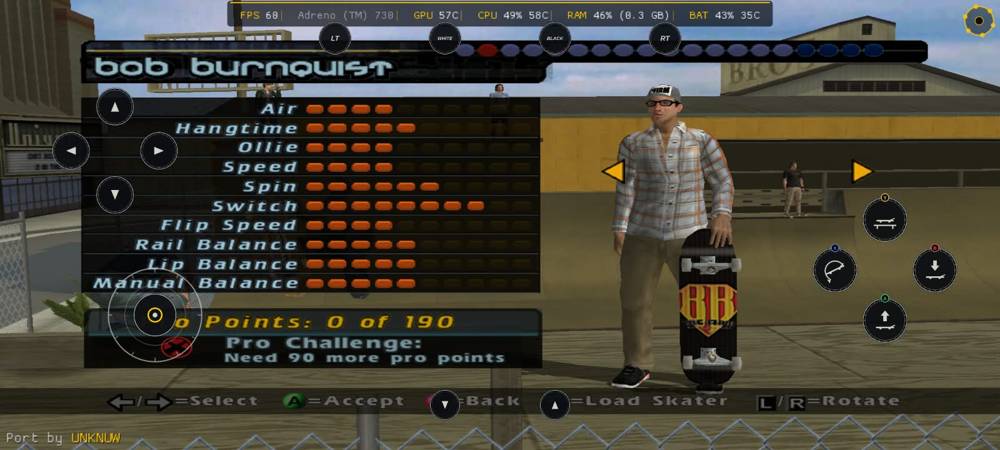 FPS 60| Adreno (TM) 730| GPU 57C| CPU 49% 58C| RAM 46% (8.3 GB)| BAT 43% 35C
LT
WHITE
BLACK
RT
bob burnquist
BRO
Air
Hangtime
Ollie
Speed
Spin
Switch
Flip Speed
Rail Balance
Lip Balance
Manual Balance
o Points: 0 of 190
Pro Challenge:
Need 90 more pro points
BB
←/→=Select A=Accept =Back =Load Skater L/R=Rotate
Port by UNKNUW